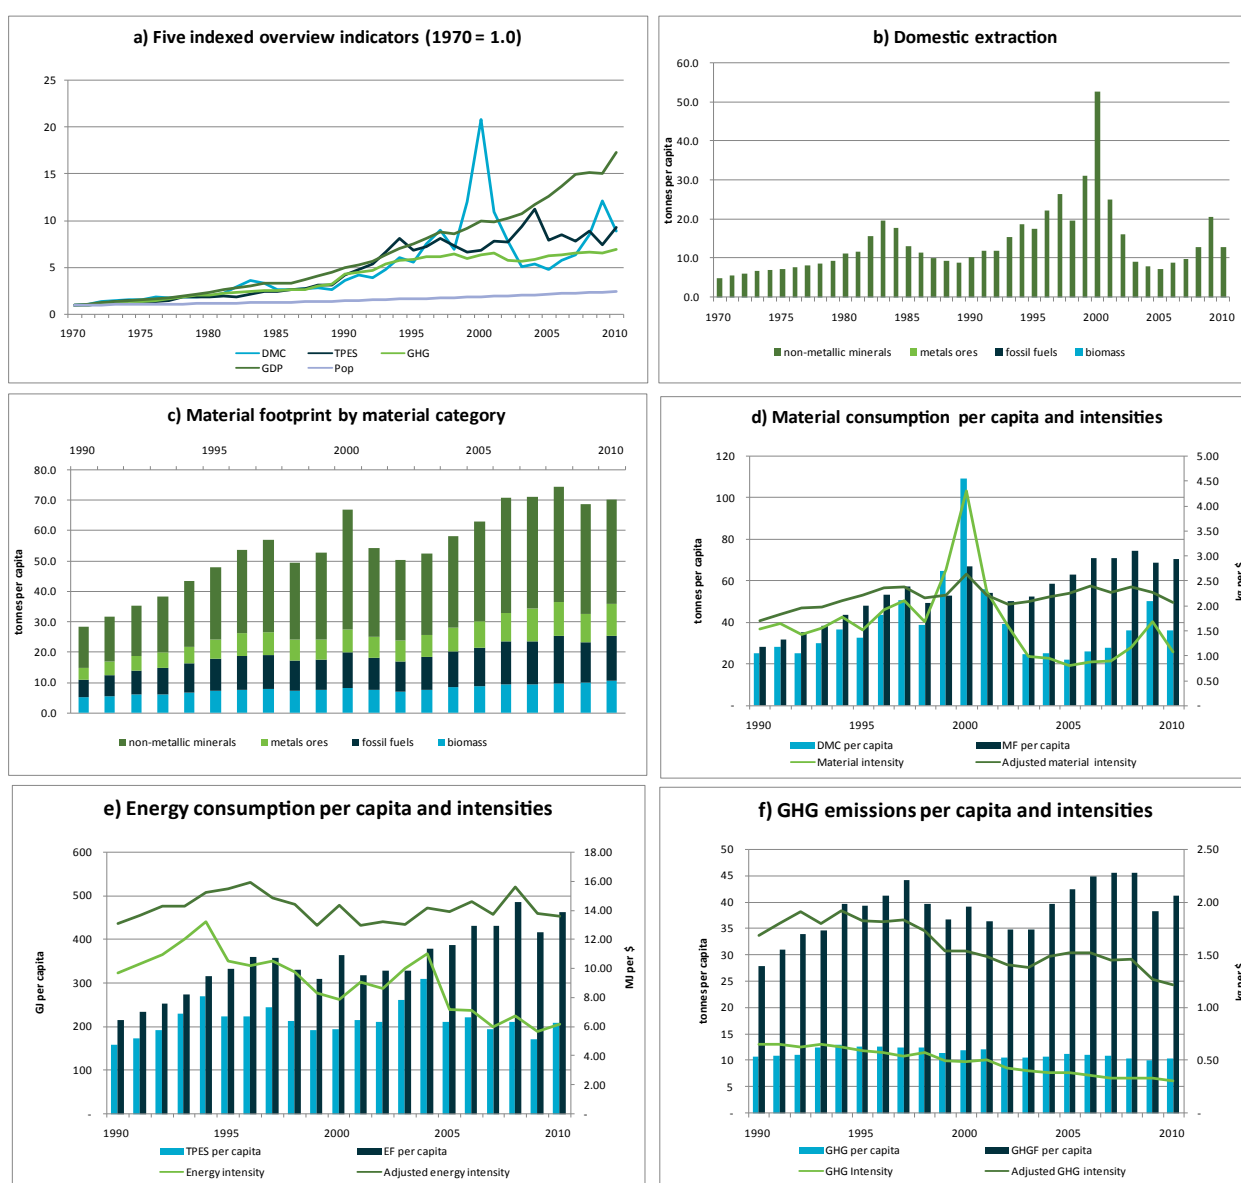 a) Five indexed overview indicators (1970 = 1.0)
25
20
15
10
5
0
1970 1975 1980 1985 1990 1995 2000 2005 2010
DMC TPES GHG
GDP Pop
b) Domestic extraction
tonnes per capita
60.0
50.0
40.0
30.0
20.0
10.0
0.0
1970 1975 1980 1985 1990 1995 2000 2005 2010
non-metallic minerals metals ores fossil fuels biomass
c) Material footprint by material category
1990 1995 2000 2005 2010
tonnes per capita
80.0
70.0
60.0
50.0
40.0
30.0
20.0
10.0
0.0
non-metallic minerals metals ores fossil fuels biomass
d) Material consumption per capita and intensities
tonnes per capita
120
100
80
60
40
20
-
5.00
4.50
4.00
3.50
3.00
2.50
2.00
1.50
1.00
0.50
-
kg per $
1990 1995 2000 2005 2010
DMC per capita MF per capita
Material intensity Adjusted material intensity
e) Energy consumption per capita and intensities
GJ per capita
600
500
400
300
200
100
-
18.00
16.00
14.00
12.00
10.00
8.00
6.00
4.00
2.00
-
MJ per $
1990 1995 2000 2005 2010
TPES per capita EF per capita
Energy intensity Adjusted energy intensity
f) GHG emissions per capita and intensities
tonnes per capita
50
45
40
35
30
25
20
15
10
5
-
2.50
2.00
1.50
1.00
0.50
-
kg per $
1990 1995 2000 2005 2010
GHG per capita GHGF per capita
GHG Intensity Adjusted GHG intensity